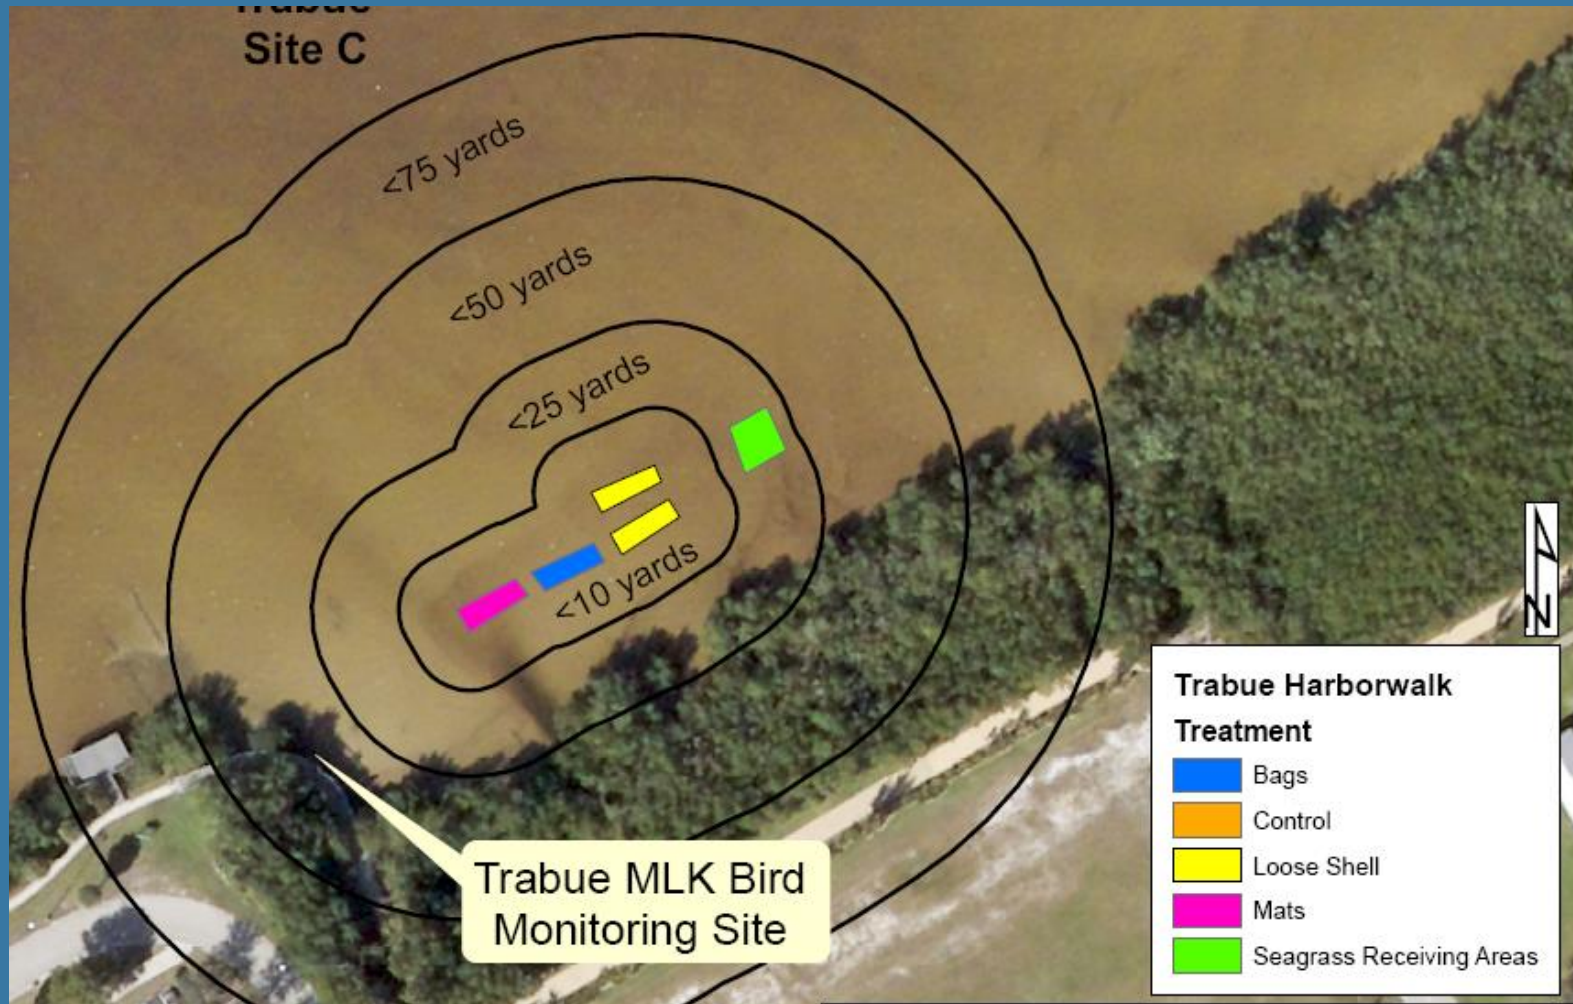 Trabue
Site C
<75 yards
<50 yards
<25 yards
<10 yards
Trabue MLK Bird
Monitoring Site
N
Trabue Harborwalk
Treatment
Bags
Control
Loose Shell
Mats
Seagrass Receiving Areas